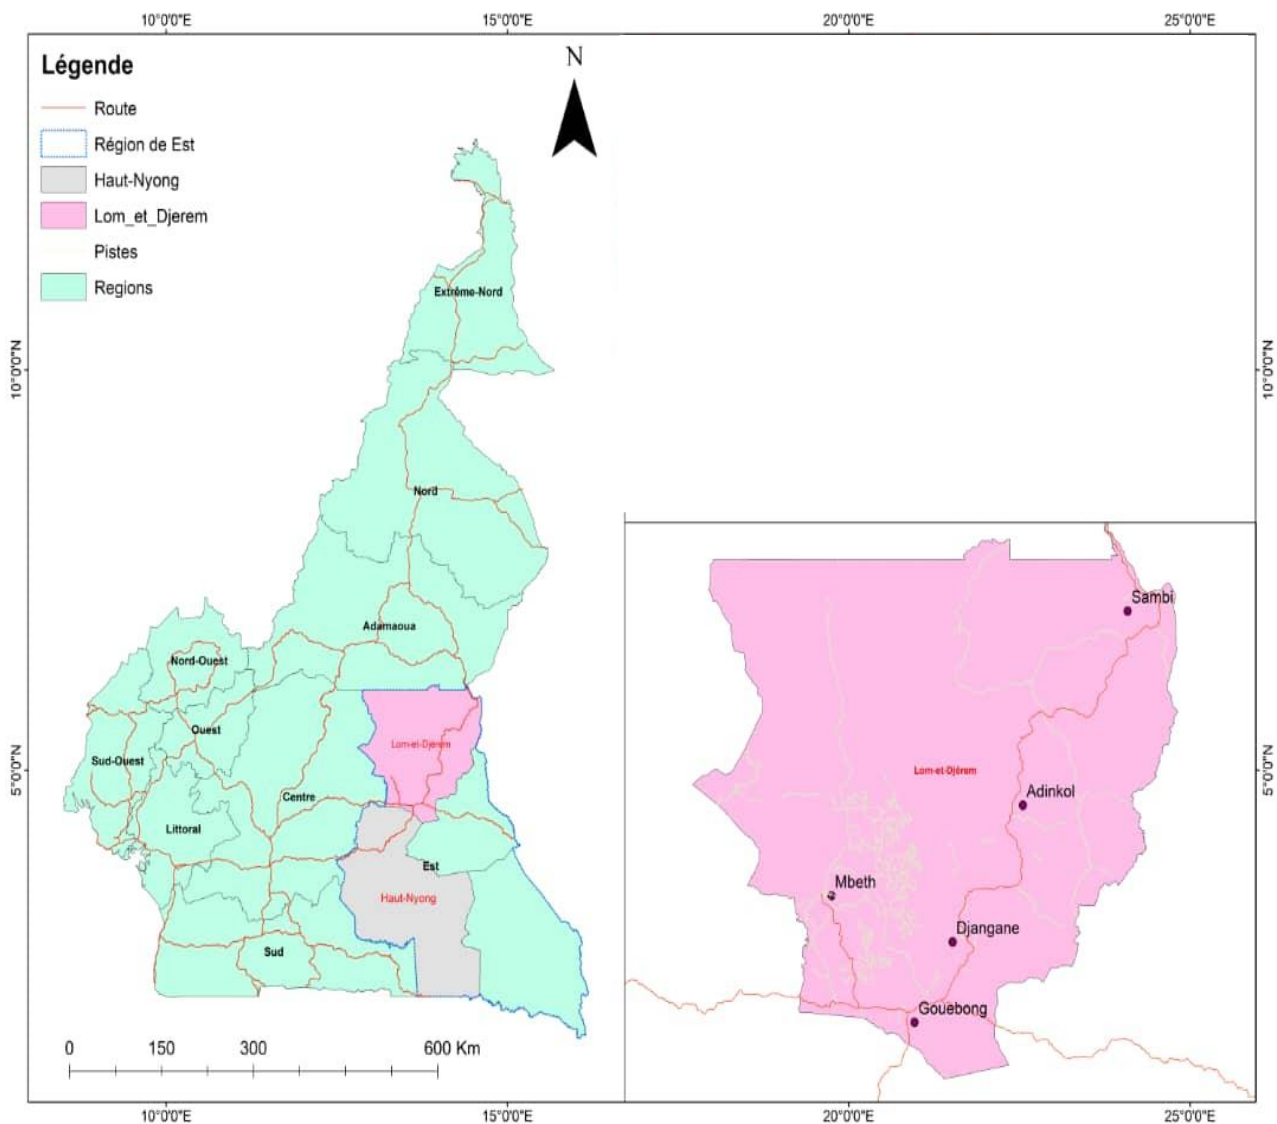 10°0'0"E 15°0'0"E 20°0'0"E 25°0'0"E
Légende
Route
Région de Est
Haut-Nyong
Lom_et_Djerem
Pistes
Regions
N
Extrême-Nord
10°0'0"N 10°0'0"N
Nord
Adamaoua
Nord-Ouest
Ouest
Sud-Ouest
Lom-et-Djerem
Centre
Littoral
Est
Haut-Nyong
Sud
5°0'0"N 5°0'0"N
Sambi
Lom-et-Djérem
Adinkol
Mbeth
Djangane
Gouebong
0 150 300 600 Km
10°0'0"E 15°0'0"E 20°0'0"E 25°0'0"E